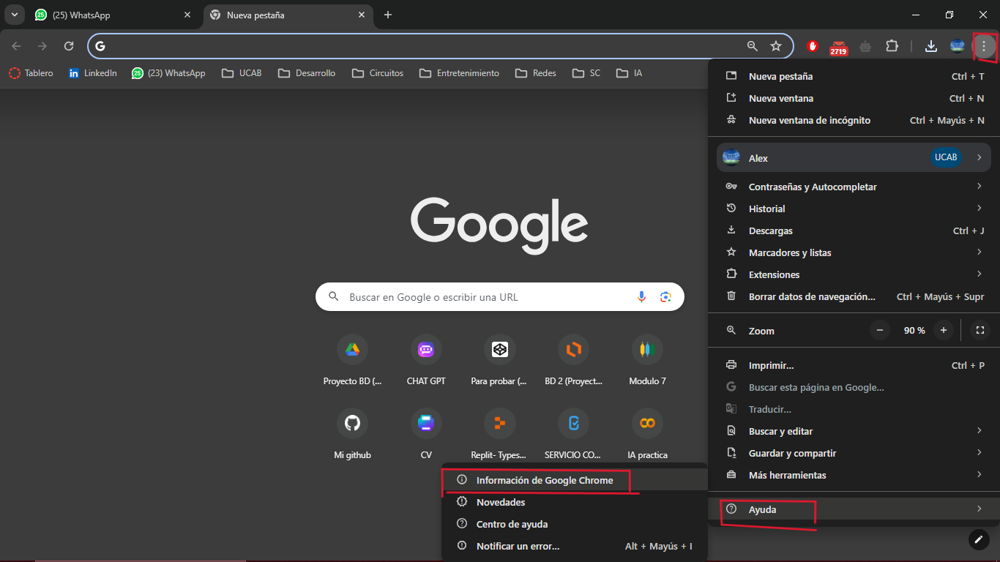 25
(25) WhatsApp
Nueva pestaña
G
2719
Tablero
in
LinkedIn
25
(23) WhatsApp
UCAB
Desarrollo
Circuitos
Entretenimiento
Redes
SC
IA
Nueva pestaña Ctrl + T
Nueva ventana Ctrl + N
Nueva ventana de incógnito Ctrl + Mayús + N
Alex UCAB
Contraseñas y Autocompletar
Historial
Descargas Ctrl + J
Marcadores y listas
Extensiones
Borrar datos de navegación... Ctrl + Mayús + Supr
Zoom − 90 % +
Imprimir... Ctrl + P
G Buscar esta página en Google...
Traducir...
Buscar y editar
Guardar y compartir
Más herramientas
Ayuda
Google
Buscar en Google o escribir una URL
Proyecto BD (...
CHAT GPT
Para probar (...
BD 2 (Proyect...
Modulo 7
Mi github
CV
Replit- Types...
SERVICIO CO...
IA practica
Información de Google Chrome
Novedades
Centro de ayuda
Notificar un error... Alt + Mayús + I